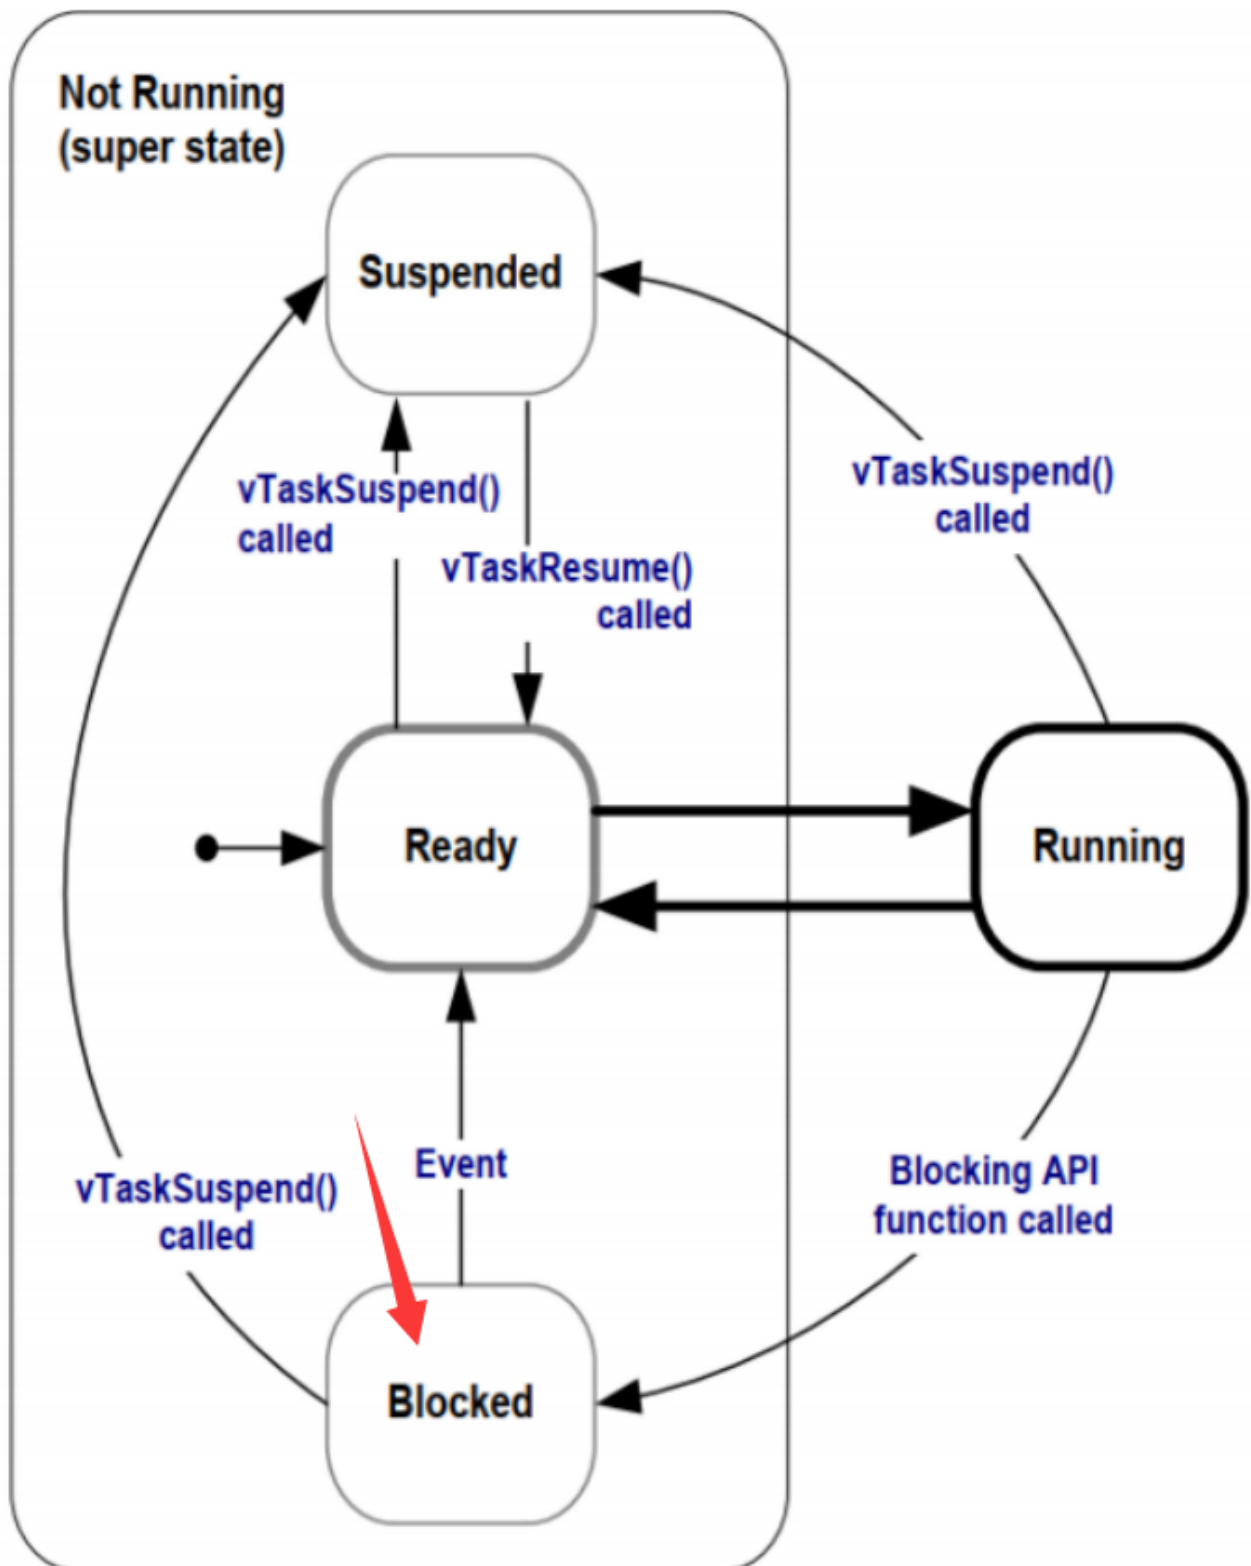 Not Running
(super state)
Suspended
vTaskSuspend()
called
vTaskResume()
called
vTaskSuspend()
called
Ready
Running
Event
vTaskSuspend()
called
Blocking API
function called
Blocked